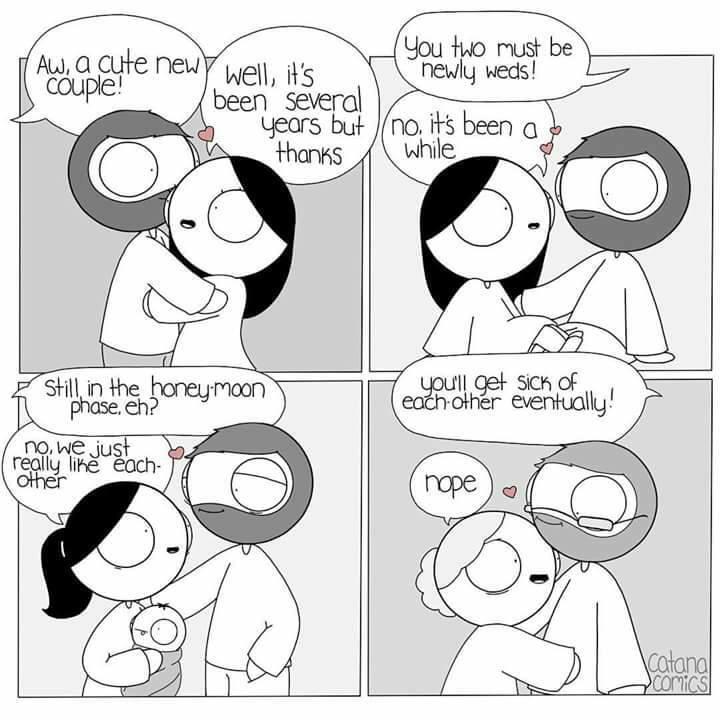 Aw, a cute new
couple!
well, it's
been several
years but
thanks
You two must be
newly weds!
no, it's been a
while
Still in the honey-moon
phase, eh?
no, we just
really like each-
other
you'll get sick of
each-other eventually!
nope
catana
comics